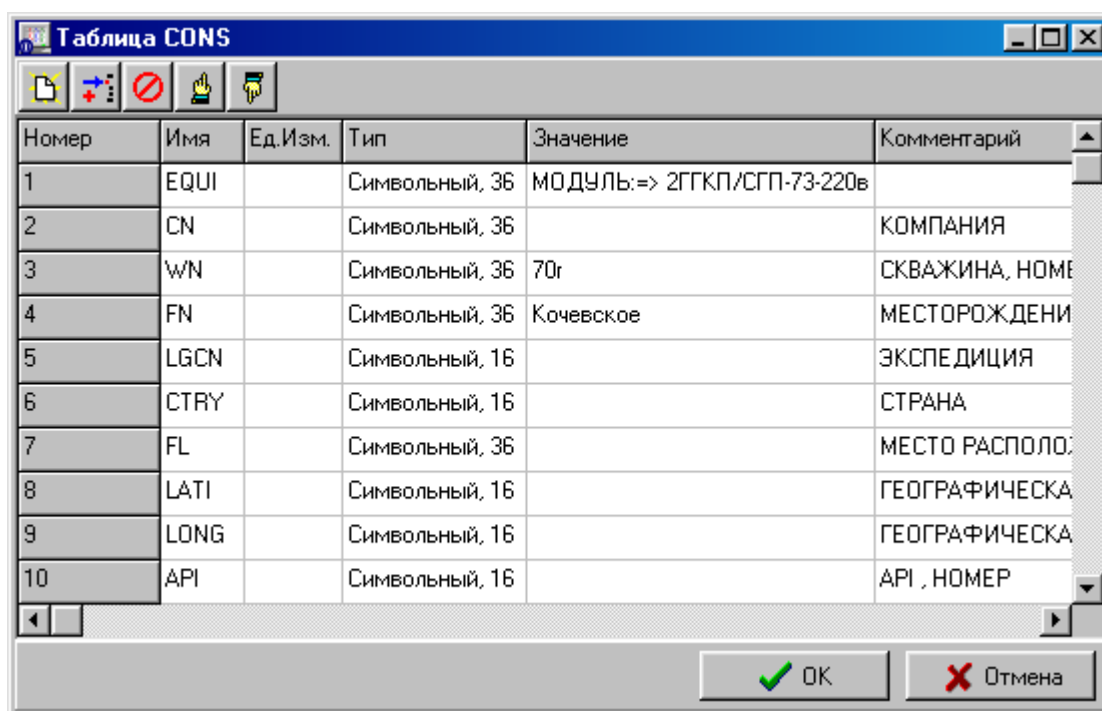 Таблица CONS
Номер Имя Ед.Изм. Тип Значение Комментарий
1 EQUI Символьный, 36 МОДУЛЬ:=> 2ГГКП/СГП-73-220в
2 CN Символьный, 36 КОМПАНИЯ
3 WN Символьный, 36 70г СКВАЖИНА, НОМЕ
4 FN Символьный, 36 Кочевское МЕСТОРОЖДЕНИ
5 LGCN Символьный, 16 ЭКСПЕДИЦИЯ
6 CTRY Символьный, 16 СТРАНА
7 FL Символьный, 36 МЕСТО РАСПОЛО
8 LATI Символьный, 16 ГЕОГРАФИЧЕСКА
9 LONG Символьный, 16 ГЕОГРАФИЧЕСКА
10 API Символьный, 16 API , НОМЕР
OK Отмена